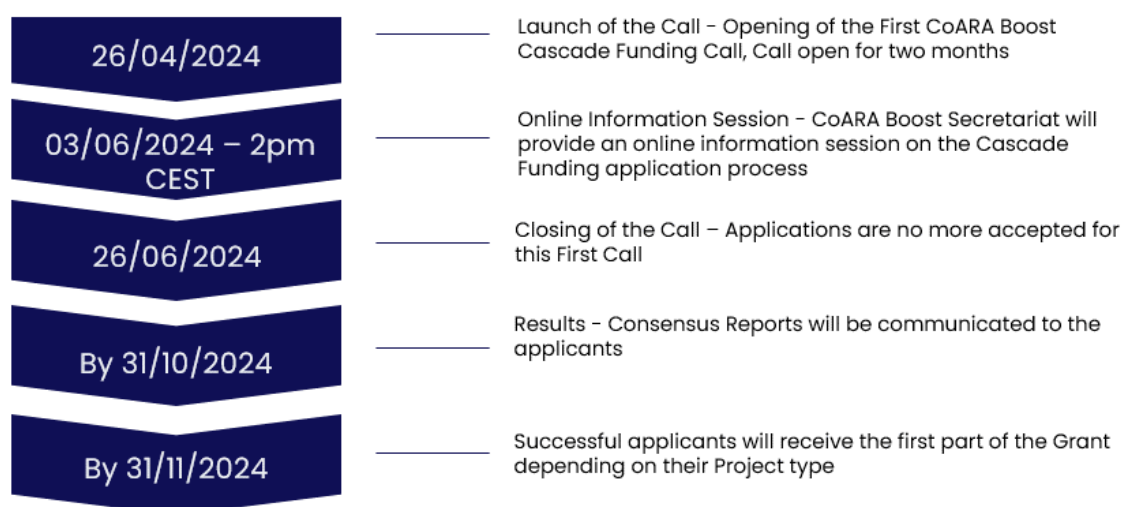 26/04/2024
Launch of the Call - Opening of the First CoARA Boost
Cascade Funding Call, Call open for two months
03/06/2024 – 2pm
CEST
Online Information Session - CoARA Boost Secretariat will
provide an online information session on the Cascade
Funding application process
26/06/2024
Closing of the Call – Applications are no more accepted for
this First Call
By 31/10/2024
Results - Consensus Reports will be communicated to the
applicants
By 31/11/2024
Successful applicants will receive the first part of the Grant
depending on their Project type